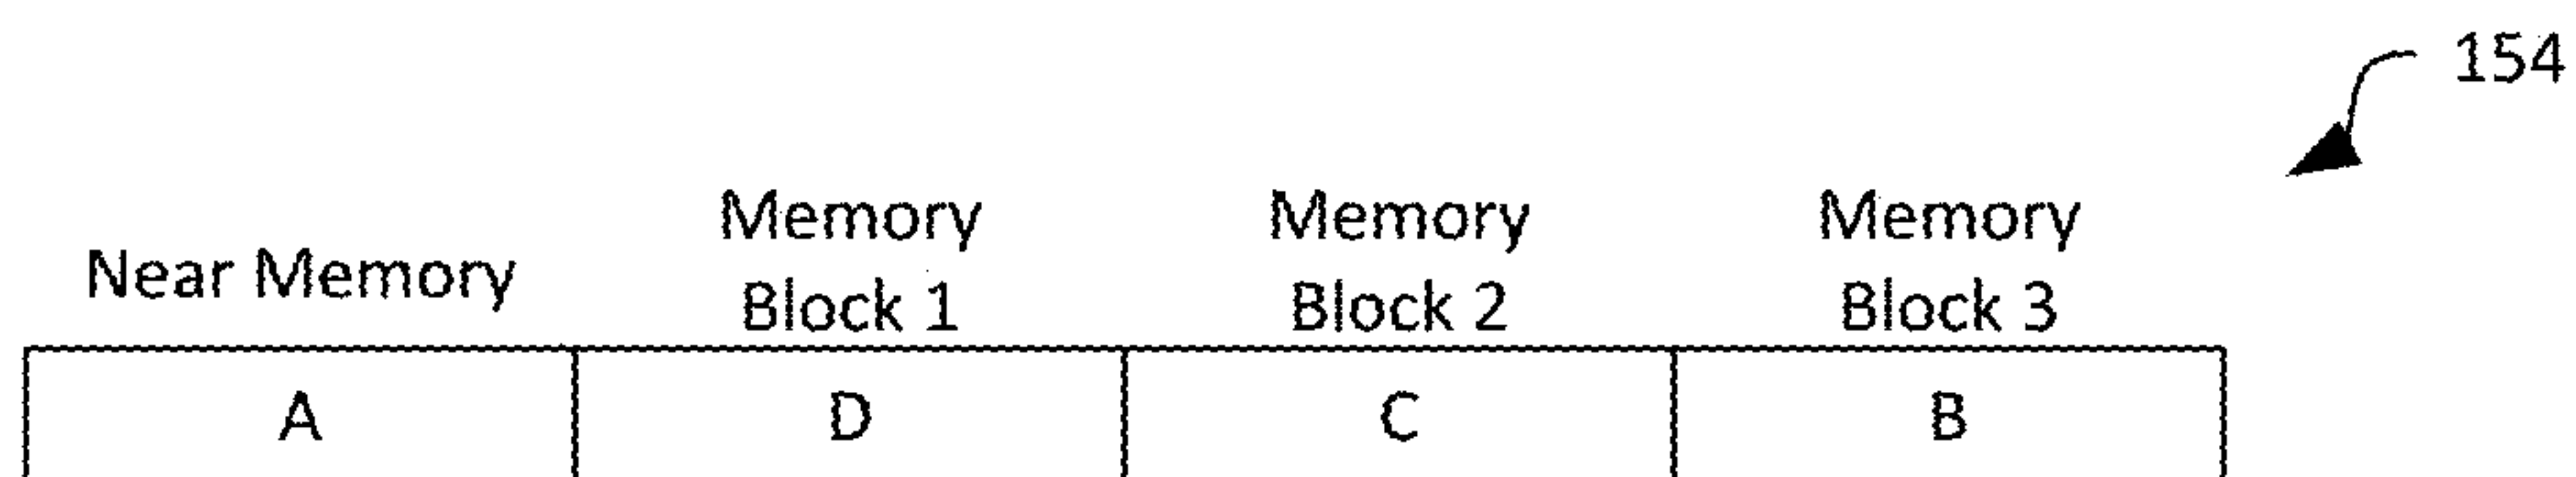 154
Near Memory
Memory
Block 1
Memory
Block 2
Memory
Block 3
A
D
C
B